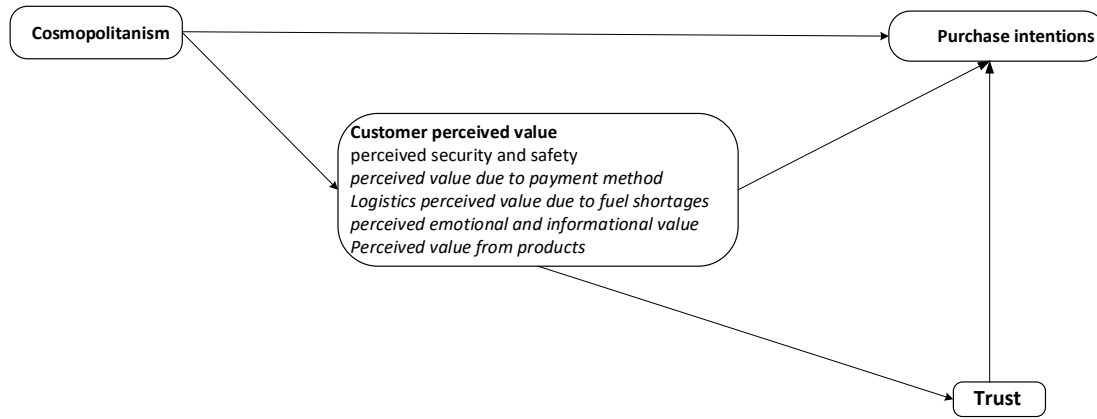 Cosmopolitanism
Purchase intentions
Customer perceived value
perceived security and safety
perceived value due to payment method
Logistics perceived value due to fuel shortages
perceived emotional and informational value
Perceived value from products
Trust